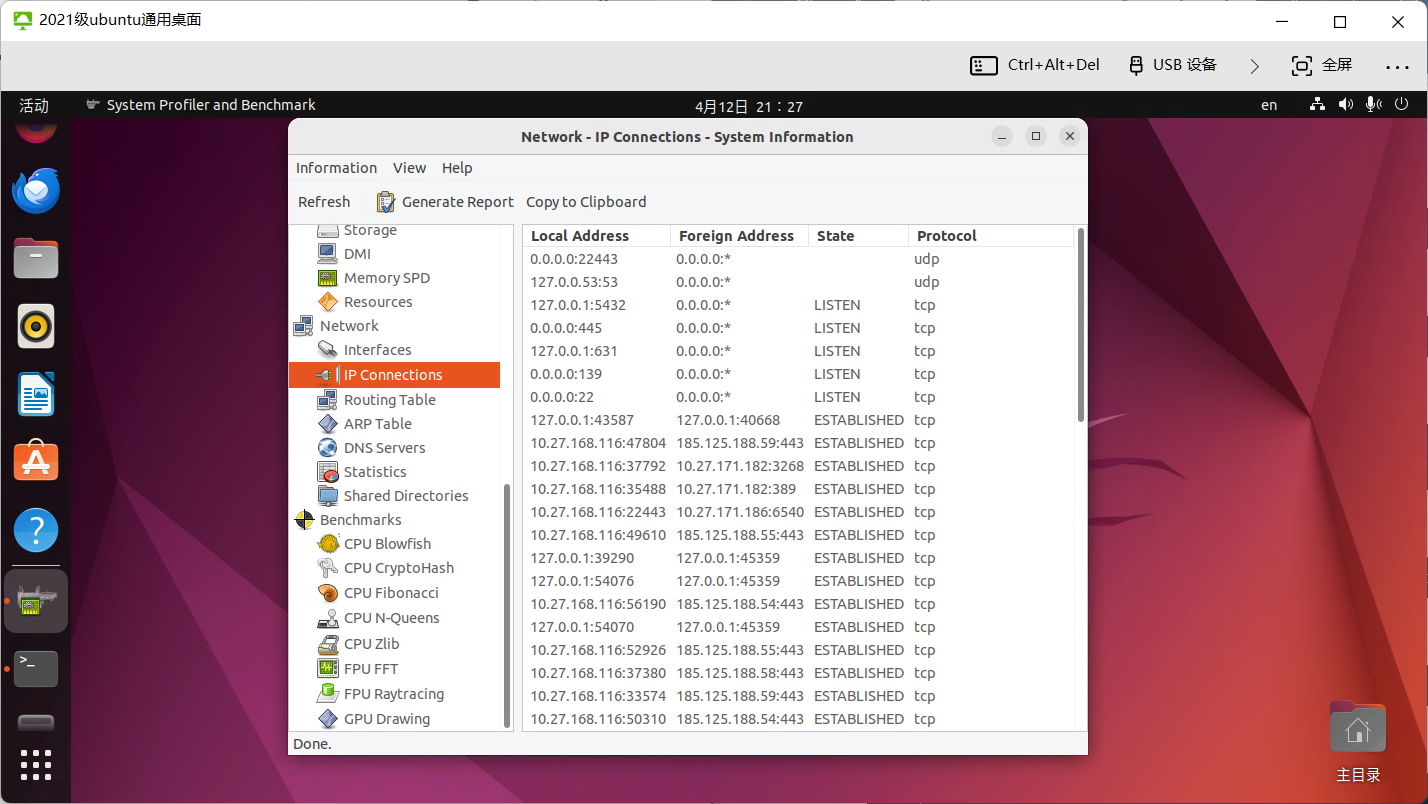 2021级ubuntu通用桌面
Ctrl+Alt+Del USB 设备 全屏
活动 System Profiler and Benchmark 4月12日 21：27 en
Network - IP Connections - System Information
Information View Help
Refresh Generate Report Copy to Clipboard
Storage
DMI
Memory SPD
Resources
Network
Interfaces
IP Connections
Routing Table
ARP Table
DNS Servers
Statistics
Shared Directories
Benchmarks
CPU Blowfish
CPU CryptoHash
CPU Fibonacci
CPU N-Queens
CPU Zlib
FPU FFT
FPU Raytracing
GPU Drawing
Local Address Foreign Address State Protocol
0.0.0.0:22443 0.0.0.0:* udp
127.0.0.53:53 0.0.0.0:* udp
127.0.0.1:5432 0.0.0.0:* LISTEN tcp
0.0.0.0:445 0.0.0.0:* LISTEN tcp
127.0.0.1:631 0.0.0.0:* LISTEN tcp
0.0.0.0:139 0.0.0.0:* LISTEN tcp
0.0.0.0:22 0.0.0.0:* LISTEN tcp
127.0.0.1:43587 127.0.0.1:40668 ESTABLISHED tcp
10.27.168.116:47804 185.125.188.59:443 ESTABLISHED tcp
10.27.168.116:37792 10.27.171.182:3268 ESTABLISHED tcp
10.27.168.116:35488 10.27.171.182:389 ESTABLISHED tcp
10.27.168.116:22443 10.27.171.186:6540 ESTABLISHED tcp
10.27.168.116:49610 185.125.188.55:443 ESTABLISHED tcp
127.0.0.1:39290 127.0.0.1:45359 ESTABLISHED tcp
127.0.0.1:54076 127.0.0.1:45359 ESTABLISHED tcp
10.27.168.116:56190 185.125.188.54:443 ESTABLISHED tcp
127.0.0.1:54070 127.0.0.1:45359 ESTABLISHED tcp
10.27.168.116:52926 185.125.188.55:443 ESTABLISHED tcp
10.27.168.116:37380 185.125.188.58:443 ESTABLISHED tcp
10.27.168.116:33574 185.125.188.59:443 ESTABLISHED tcp
10.27.168.116:50310 185.125.188.54:443 ESTABLISHED tcp
Done.
主目录